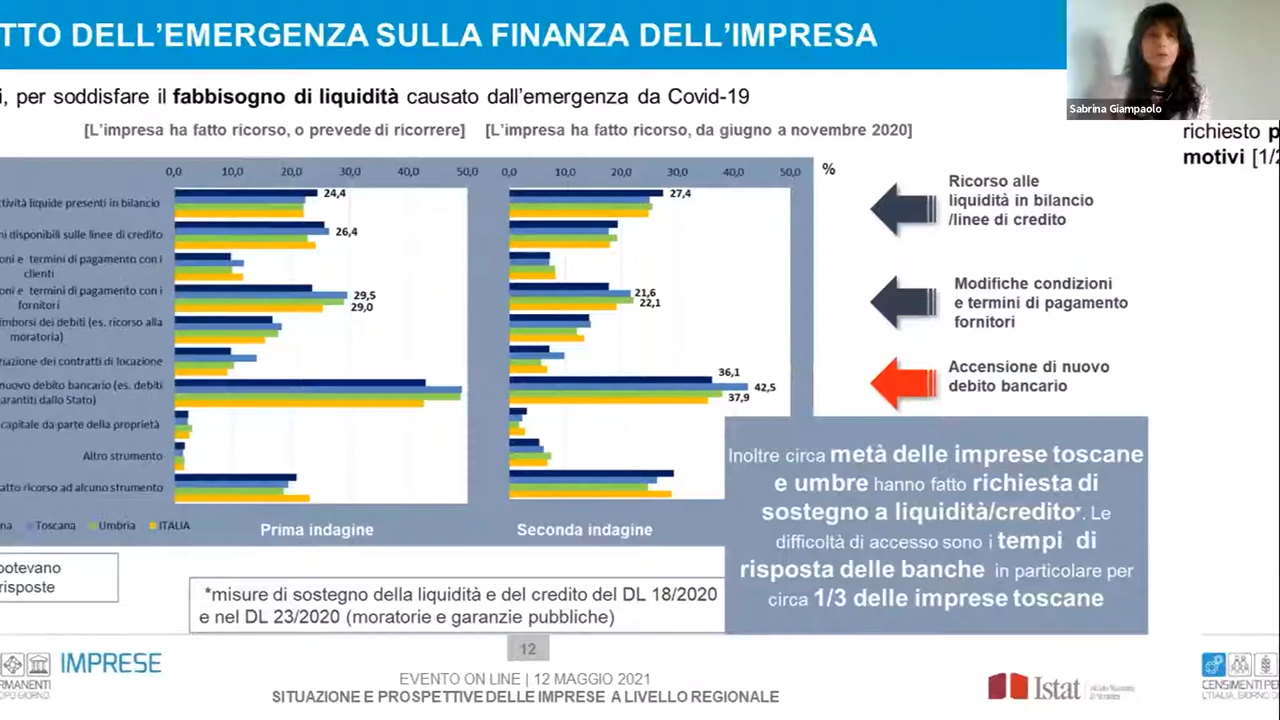 TTO DELL'EMERGENZA SULLA FINANZA DELL'IMPRESA
Sabrina Giampaolo
i, per soddisfare il fabbisogno di liquidità causato dall'emergenza da Covid-19
[L'impresa ha fatto ricorso, o prevede di ricorrere] [L'impresa ha fatto ricorso, da giugno a novembre 2020]
richiesto p
motivi [1/2
0,0 10,0 20,0 30,0 40,0 50,0
0,0 10,0 20,0 30,0 40,0 50,0
%
tività liquide presenti in bilancio
24,4
27,4
ni disponibili sulle linee di credito
26,4
oni e termini di pagamento con i
clienti
oni e termini di pagamento con i
fornitori
29,5
29,0
21,6
22,1
imborsi dei debiti (es. ricorso alla
moratoria)
ziazione dei contratti di locazione
nuovo debito bancario (es. debiti
arantiti dallo Stato)
36,1
42,5
37,9
capitale da parte della proprietà
Altro strumento
atto ricorso ad alcuno strumento
na Toscana Umbria ITALIA
Prima indagine
Seconda indagine
Ricorso alle
liquidità in bilancio
/linee di credito
Modifiche condizioni
e termini di pagamento
fornitori
Accensione di nuovo
debito bancario
Inoltre circa metà delle imprese toscane
e umbre hanno fatto richiesta di
sostegno a liquidità/credito*. Le
difficoltà di accesso sono i tempi di
risposta delle banche in particolare per
circa 1/3 delle imprese toscane
potevano
risposte
*misure di sostegno della liquidità e del credito del DL 18/2020
e nel DL 23/2020 (moratorie e garanzie pubbliche)
12
IMPRESE
RMANENTI
EVENTO ON LINE | 12 MAGGIO 2021
SITUAZIONE E PROSPETTIVE DELLE IMPRESE A LIVELLO REGIONALE
Istat
CENSIMENTI PE
L'ITALIA, GIORNO D